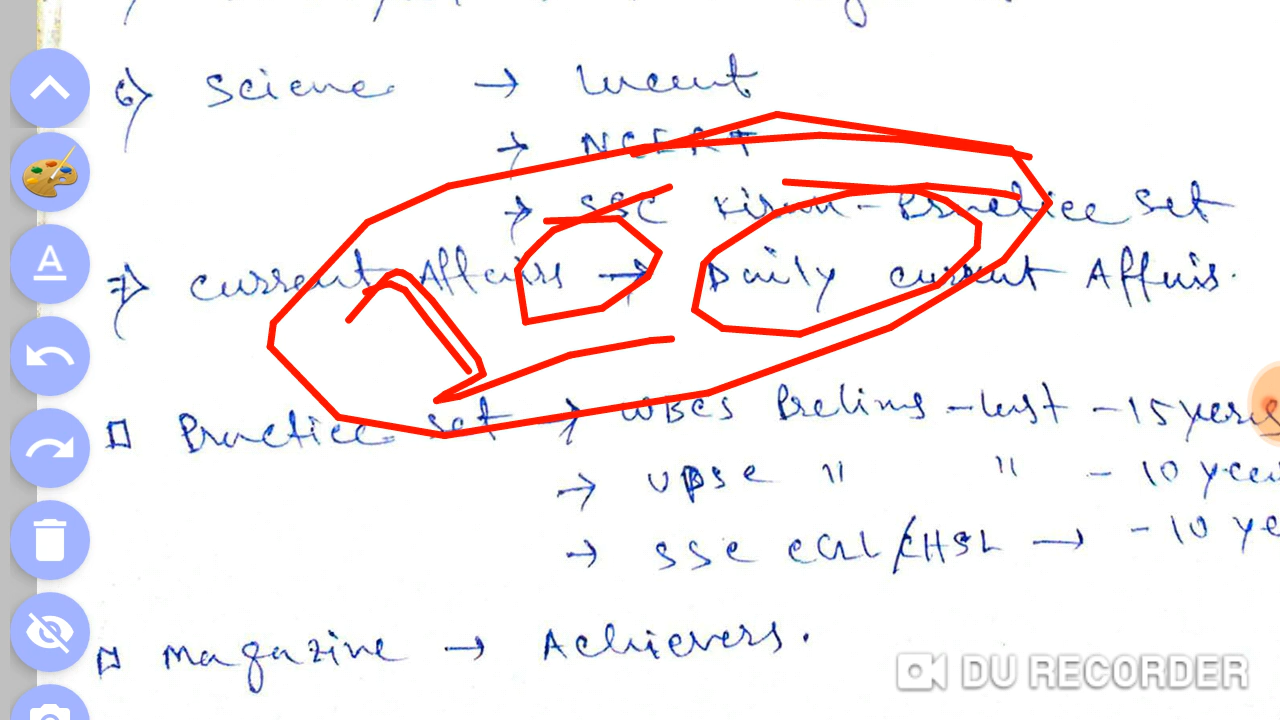 6) Science → Lucent
→ NCERT
→ SSC Kiran - Practice Set
7) Current Affairs → Daily current Affairs.
□ Practice set → WBCS Prelims - last - 15 years
→ UPSC " " - 10 year
→ SSC CGL/CHSL → - 10 ye
□ Magazine → Achievers.
DU RECORDER